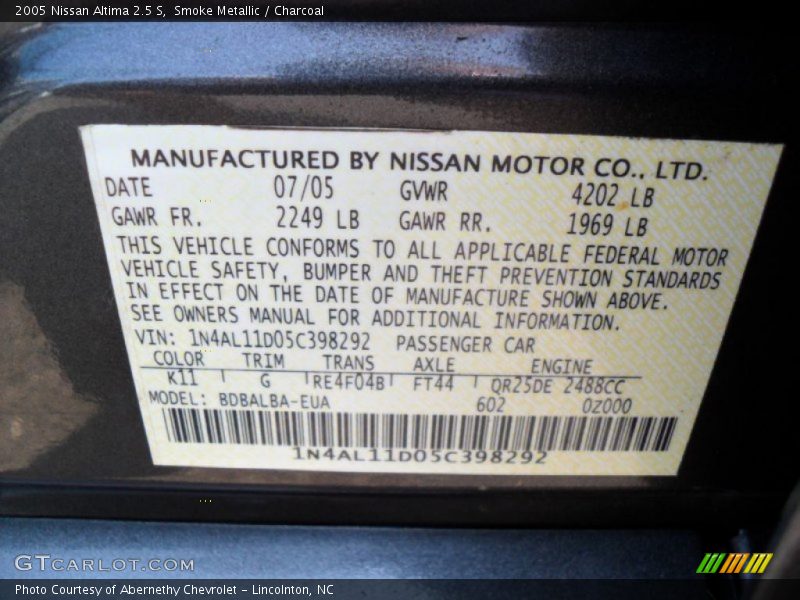 2005 Nissan Altima 2.5 S, Smoke Metallic / Charcoal
MANUFACTURED BY NISSAN MOTOR CO., LTD.
DATE 07/05 GVWR 4202 LB
GAWR FR. 2249 LB GAWR RR. 1969 LB
THIS VEHICLE CONFORMS TO ALL APPLICABLE FEDERAL MOTOR
VEHICLE SAFETY, BUMPER AND THEFT PREVENTION STANDARDS
IN EFFECT ON THE DATE OF MANUFACTURE SHOWN ABOVE.
SEE OWNERS MANUAL FOR ADDITIONAL INFORMATION.
VIN: 1N4AL11D05C398292 PASSENGER CAR
COLOR TRIM TRANS AXLE ENGINE
K11 G RE4F04B FT44 QR25DE 2488CC
MODEL: BDBALBA-EUA 602 0Z000
1N4AL11D05C398292
GTCARLOT.COM
Photo Courtesy of Abernethy Chevrolet – Lincolnton, NC